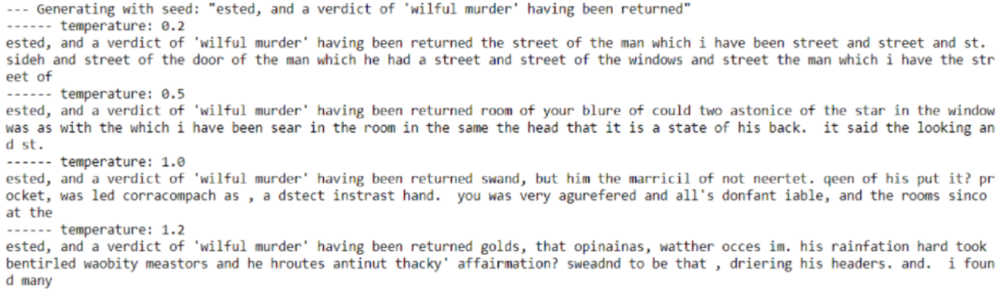 --- Generating with seed: "ested, and a verdict of 'wilful murder' having been returned"
------ temperature: 0.2
ested, and a verdict of 'wilful murder' having been returned the street of the man which i have been street and street and st.
sideh and street of the door of the man which he had a street and street of the windows and street the man which i have the str
eet of
------ temperature: 0.5
ested, and a verdict of 'wilful murder' having been returned room of your blure of could two astonice of the star in the window
was as with the which i have been sear in the room in the same the head that it is a state of his back.  it said the looking an
d st.
------ temperature: 1.0
ested, and a verdict of 'wilful murder' having been returned swand, but him the marricil of not neertet. qeen of his put it? pr
ocket, was led corracompach as , a dstect instrast hand.  you was very agurefered and all's donfant iable, and the rooms sinco
at the
------ temperature: 1.2
ested, and a verdict of 'wilful murder' having been returned golds, that opinainas, watther occes im. his rainfation hard took
bentirled waobity meastors and he hroutes antinut thacky' affairmation? sweadnd to be that , driering his headers. and.  i foun
d many